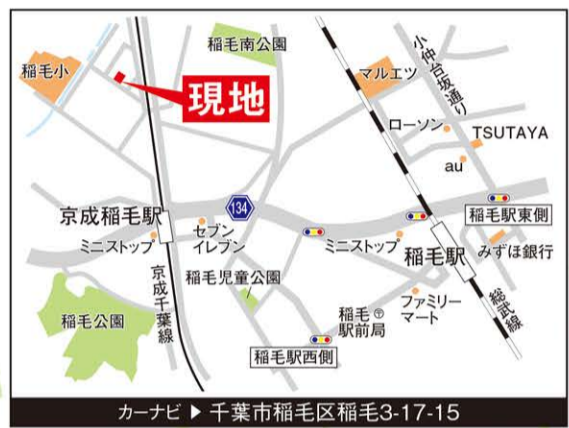 稲毛小
現地
稲毛南公園
マルエツ
小仲台坂通り
ローソン
TSUTAYA
au
134
京成稲毛駅
ミニストップ
セブン
イレブン
ミニストップ
稲毛駅
稲毛駅東側
みずほ銀行
稲毛児童公園
京成千葉線
稲毛公園
稲毛
駅前局
ファミリー
マート
総武線
稲毛駅西側
カーナビ ▶ 千葉市稲毛区稲毛3-17-15